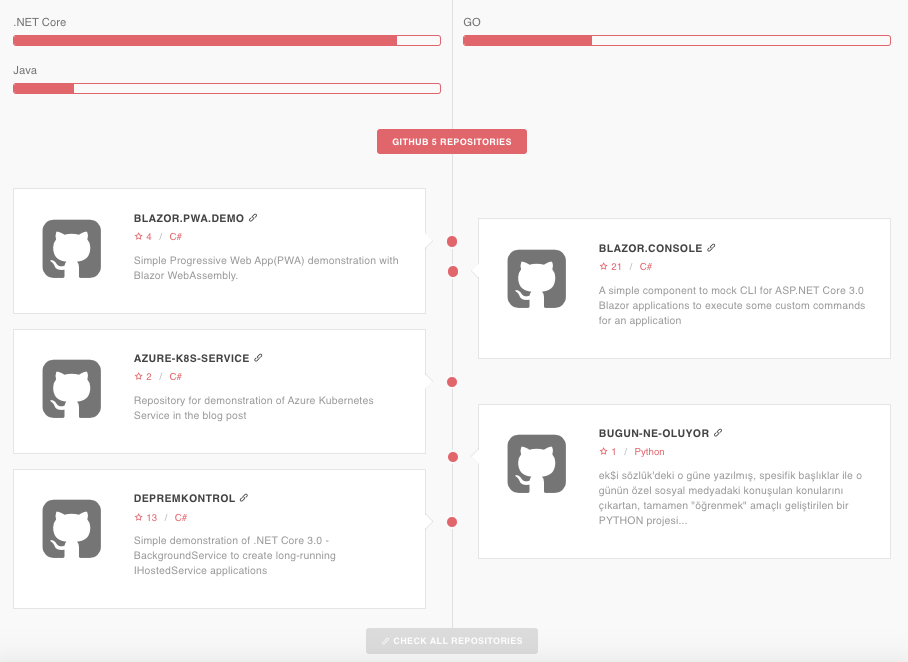 .NET Core
GO
Java
GITHUB 5 REPOSITORIES
BLAZOR.PWA.DEMO
4 / C#
Simple Progressive Web App(PWA) demonstration with
Blazor WebAssembly.
BLAZOR.CONSOLE
21 / C#
A simple component to mock CLI for ASP.NET Core 3.0
Blazor applications to execute some custom commands
for an application
AZURE-K8S-SERVICE
2 / C#
Repository for demonstration of Azure Kubernetes
Service in the blog post
BUGUN-NE-OLUYOR
1 / Python
ek$i sözlük'deki o güne yazılmış, spesifik başlıklar ile o
günün özel sosyal medyadaki konuşulan konularını
çıkartan, tamamen "öğrenmek" amaçlı geliştirilen bir
PYTHON projesi...
DEPREMKONTROL
13 / C#
Simple demonstration of .NET Core 3.0 -
BackgroundService to create long-running
IHostedService applications
CHECK ALL REPOSITORIES